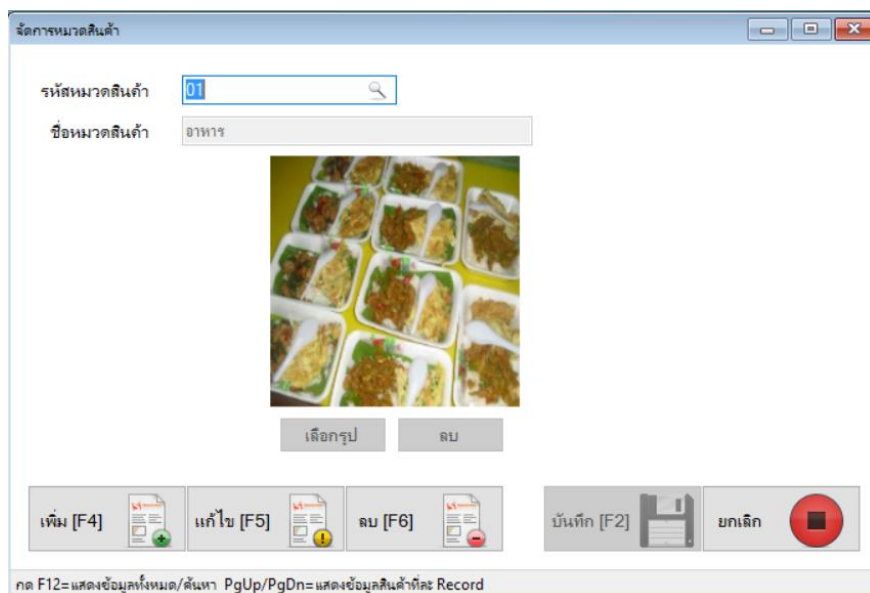 จัดการหมวดสินค้า
รหัสหมวดสินค้า 01
ชื่อหมวดสินค้า อาหาร
เลือกรูป ลบ
เพิ่ม [F4] แก้ไข [F5] ลบ [F6] บันทึก [F2] ยกเลิก
กด F12=แสดงข้อมูลทั้งหมด/ค้นหา PgUp/PgDn=แสดงข้อมูลสินค้าทีละ Record